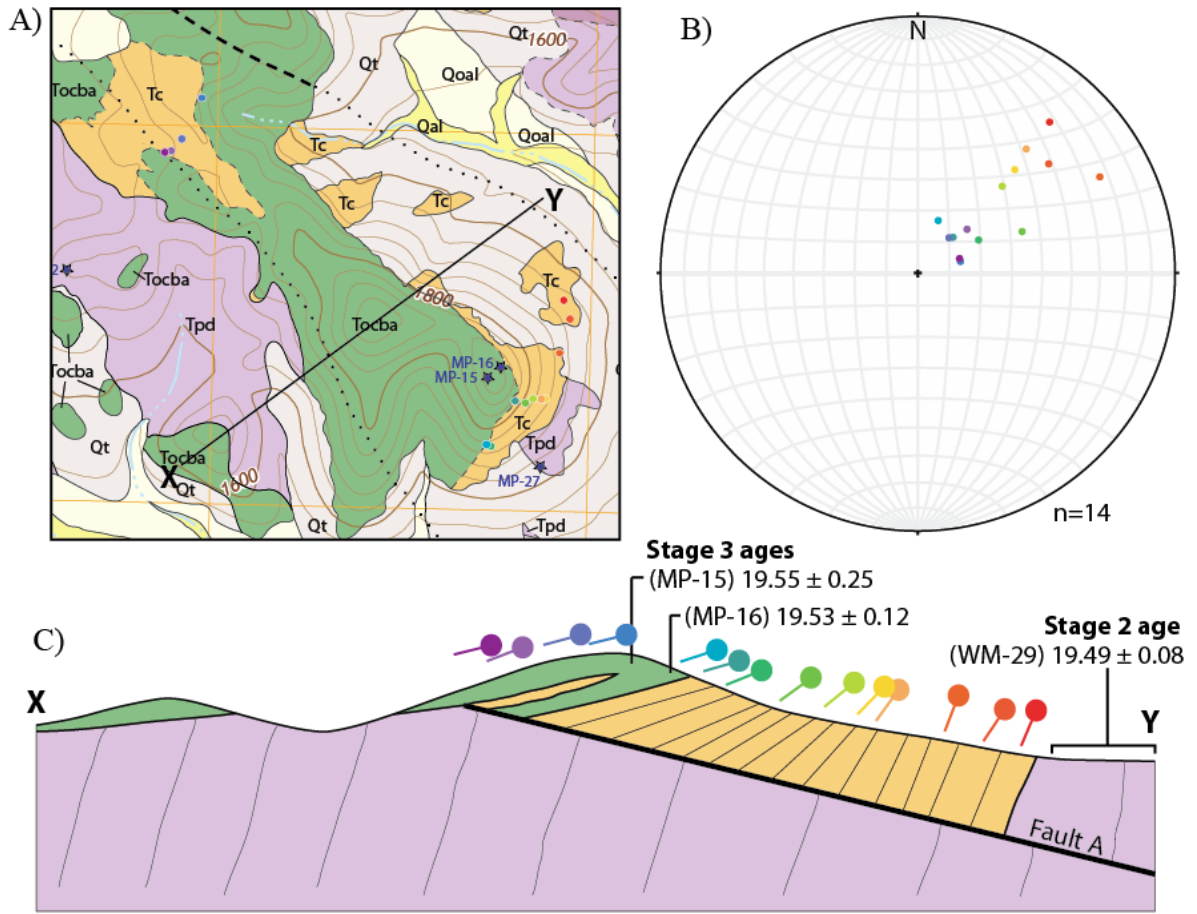 A)
Qt
1600
Qoal
Tocba
Tc
Qal
Qoal
Tc
Tc
Tc
Y
2
Tocba
Tc
1800
Tocba
Tpd
MP-16
MP-15
Tocba
Tc
Qt
Tocba
Tpd
X
Qt
1600
MP-27
Qt
Tpd
B)
N
n=14
C)
Stage 3 ages
(MP-15) 19.55 ± 0.25
(MP-16) 19.53 ± 0.12
Stage 2 age
(WM-29) 19.49 ± 0.08
X
Y
Fault A